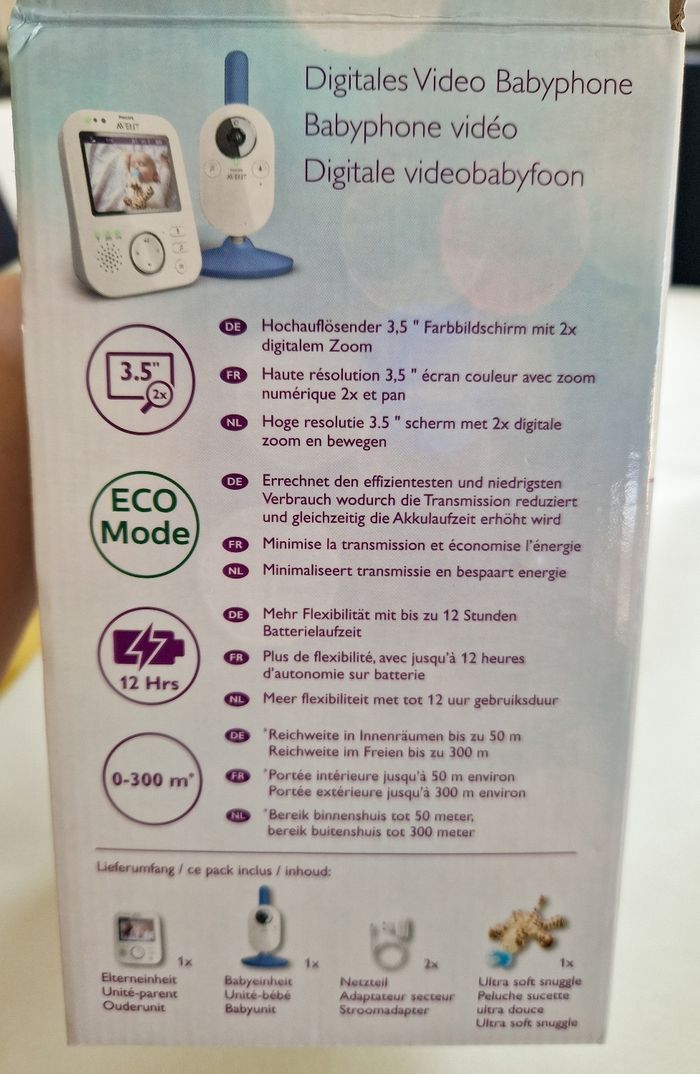 Digitales Video Babyphone
Babyphone vidéo
Digitale videobabyfoon
PHILIPS
AVENT
PHILIPS
AVENT
3.5"
2x
DE Hochauflösender 3,5 " Farbbildschirm mit 2x
digitalem Zoom
FR Haute résolution 3,5 " écran couleur avec zoom
numérique 2x et pan
NL Hoge resolutie 3.5 " scherm met 2x digitale
zoom en bewegen
ECO
Mode
DE Errechnet den effizientesten und niedrigsten
Verbrauch wodurch die Transmission reduziert
und gleichzeitig die Akkulaufzeit erhöht wird
FR Minimise la transmission et économise l'énergie
NL Minimaliseert transmissie en bespaart energie
12 Hrs
DE Mehr Flexibilität mit bis zu 12 Stunden
Batterielaufzeit
FR Plus de flexibilité, avec jusqu'à 12 heures
d'autonomie sur batterie
NL Meer flexibiliteit met tot 12 uur gebruiksduur
0-300 m*
DE *Reichweite in Innenräumen bis zu 50 m
Reichweite im Freien bis zu 300 m
FR *Portée intérieure jusqu'à 50 m environ
Portée extérieure jusqu'à 300 m environ
NL *Bereik binnenshuis tot 50 meter,
bereik buitenshuis tot 300 meter
Lieferumfang / ce pack inclus / inhoud:
1x
Elterneinheit
Unité-parent
Ouderunit
1x
Babyeinheit
Unité-bébé
Babyunit
2x
Netzteil
Adaptateur secteur
Stroomadapter
1x
Ultra soft snuggle
Peluche sucette
ultra douce
Ultra soft snuggle